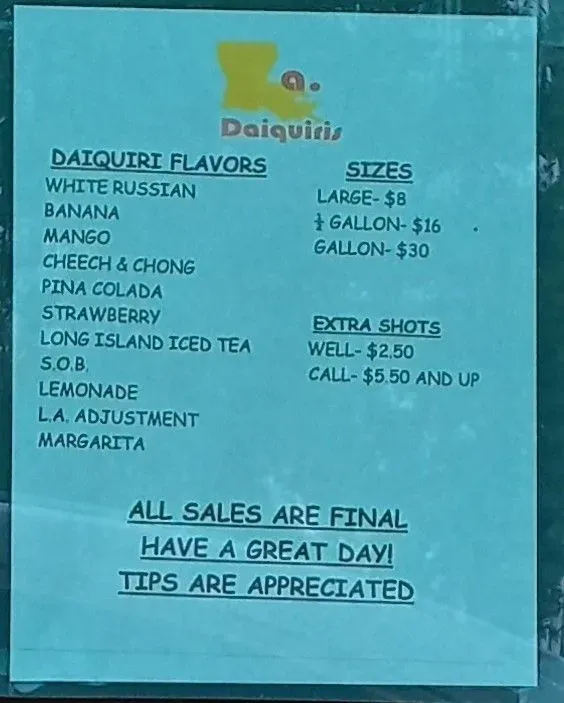 a.
Daiquiris
DAIQUIRI FLAVORS
WHITE RUSSIAN
BANANA
MANGO
CHEECH & CHONG
PINA COLADA
STRAWBERRY
LONG ISLAND ICED TEA
S.O.B.
LEMONADE
L.A. ADJUSTMENT
MARGARITA
SIZES
LARGE- $8
½ GALLON- $16
GALLON- $30
EXTRA SHOTS
WELL- $2.50
CALL- $5.50 AND UP
ALL SALES ARE FINAL
HAVE A GREAT DAY!
TIPS ARE APPRECIATED